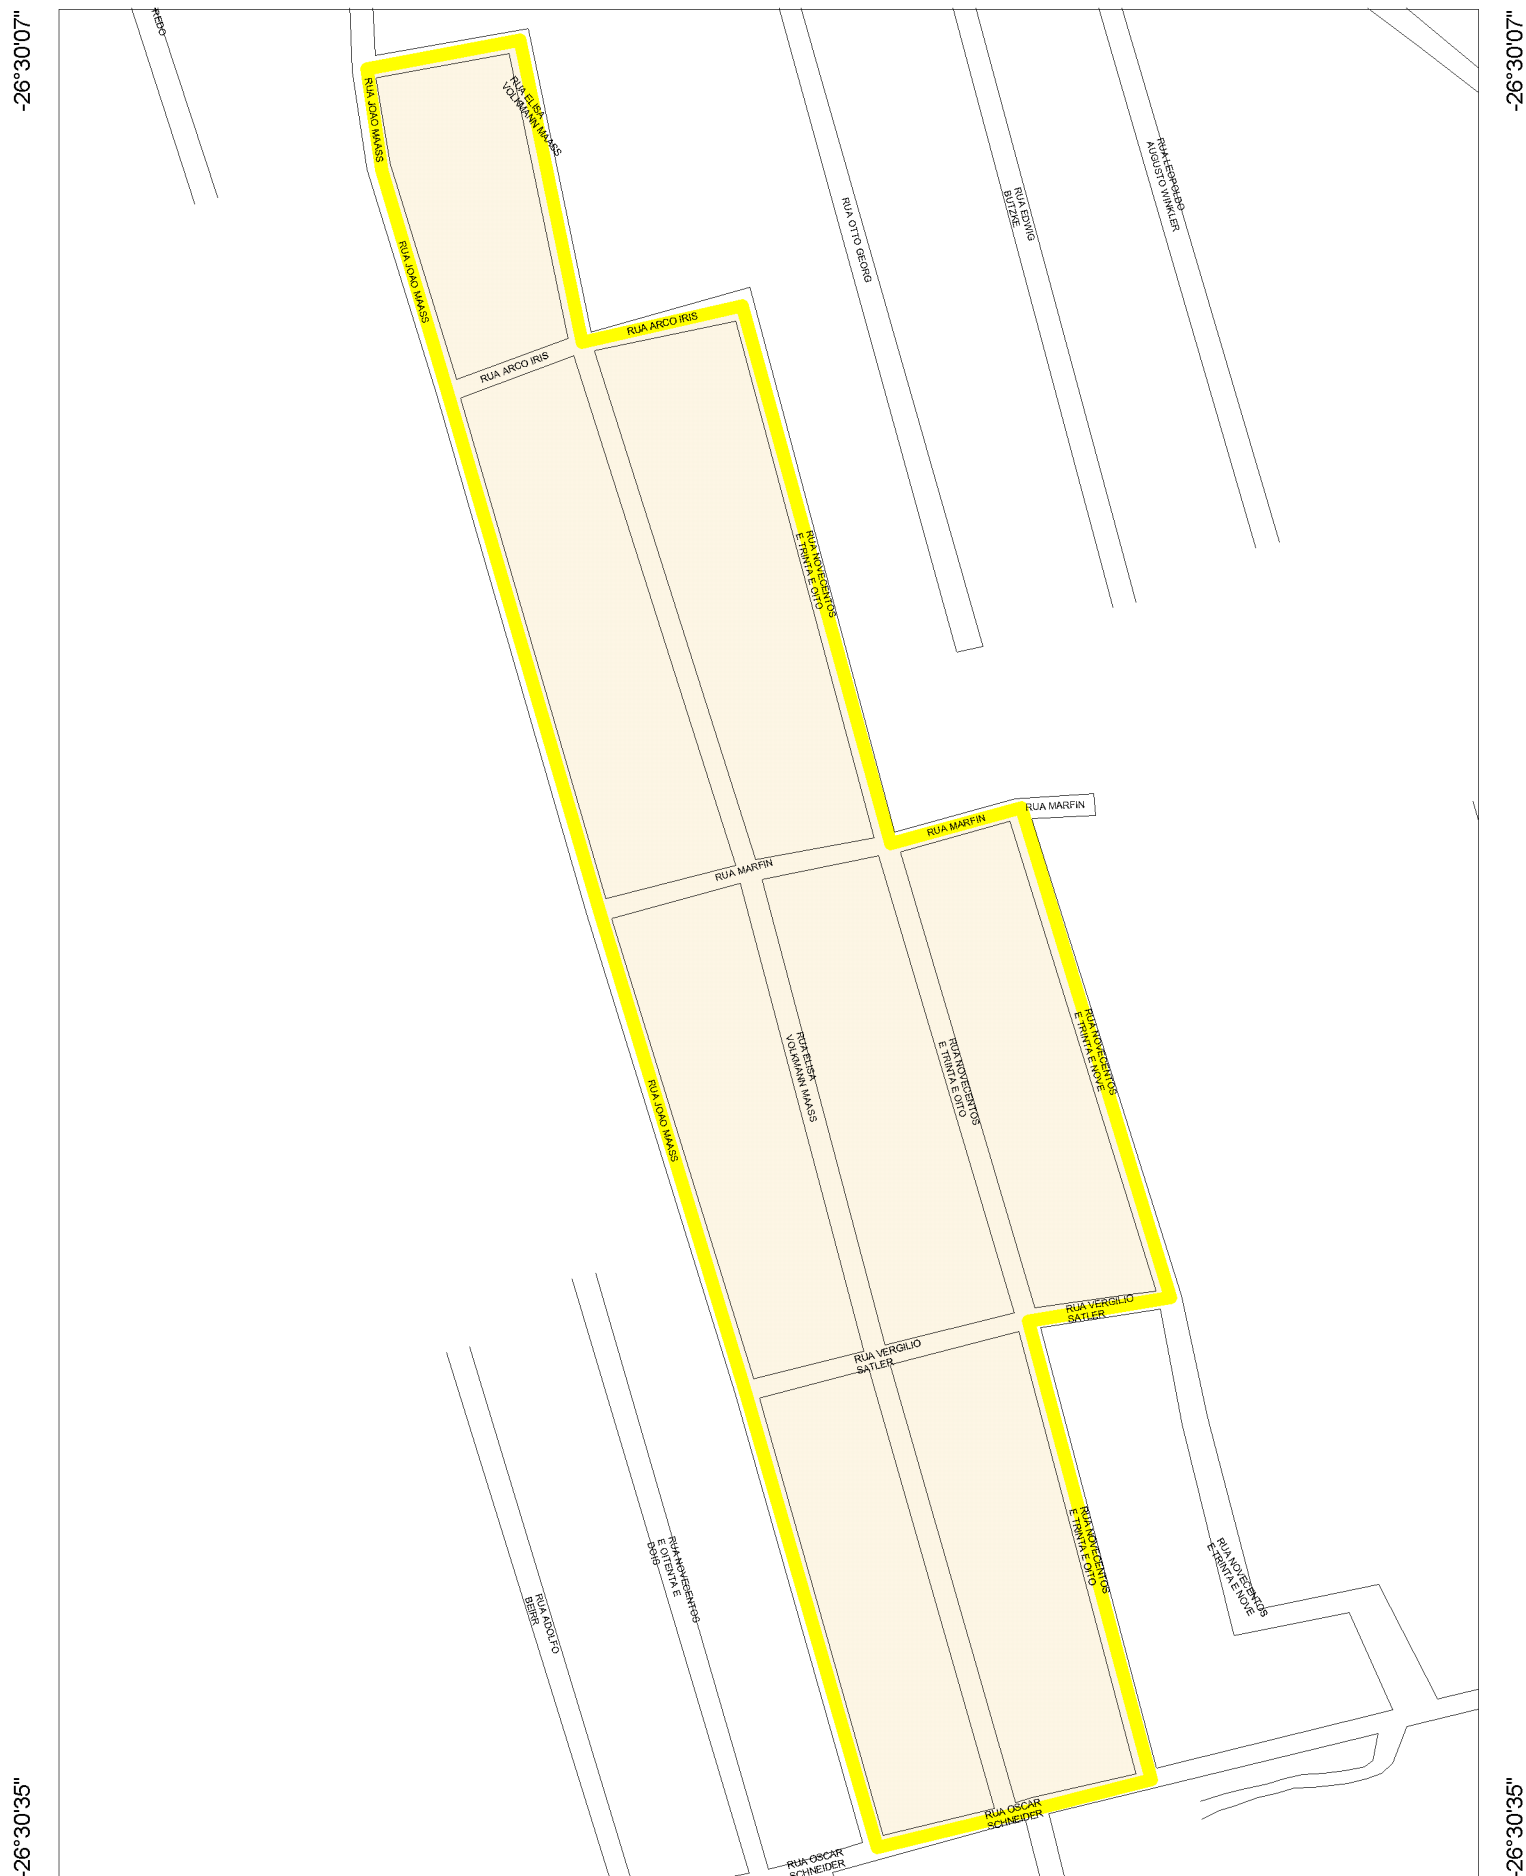 -26°30'07"
-26°30'07"
REDO
RUA JOAO MAASS
RUA ELISA
VOLKMANN MAASS
RUA LEOPOLDO
AUGUSTO WINKLER
RUA EDWIG
BUTZKE
RUA OTTO GEORG
RUA JOAO MAASS
RUA ARCO IRIS
RUA ARCO IRIS
RUA NOVECENTOS
E TRINTA E OITO
RUA MARFIN
RUA MARFIN
RUA MARFIN
RUA NOVECENTOS
E TRINTA E NOVE
RUA ELISA
VOLKMANN MAASS
RUA NOVECENTOS
E TRINTA E OITO
RUA JOAO MAASS
RUA VERGILIO
SATLER
RUA VERGILIO
SATLER
RUA NOVECENTOS
E TRINTA E OITO
RUA NOVECENTOS
E TRINTA E NOVE
RUA NOVECENTOS
E OITENTA E
DOIS
RUA ADOLFO
BEIRR
RUA OSCAR
SCHNEIDER
RUA OSCAR
SCHNEIDER
-26°30'35"
-26°30'35"